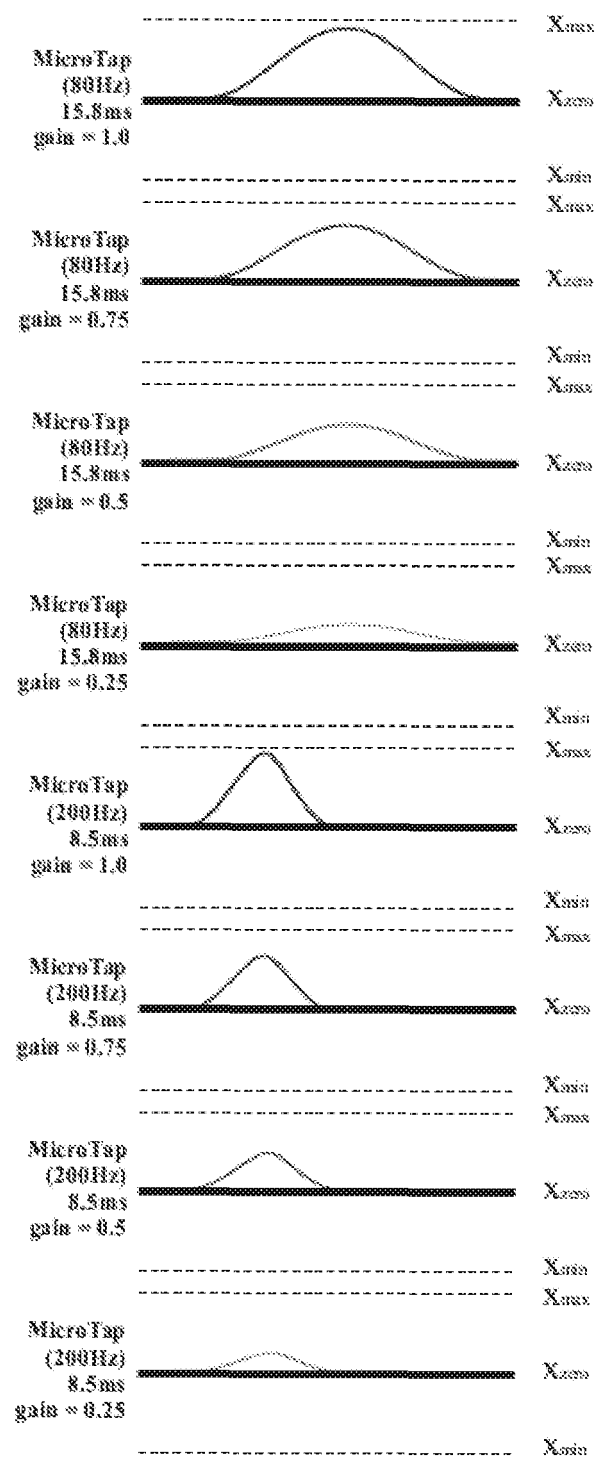 Xmax
MicroTap
(80Hz)
15.8ms
gain = 1.0
Xzero
Xmin
Xmax
MicroTap
(80Hz)
15.8ms
gain = 0.75
Xzero
Xmin
Xmax
MicroTap
(80Hz)
15.8ms
gain = 0.5
Xzero
Xmin
Xmax
MicroTap
(80Hz)
15.8ms
gain = 0.25
Xzero
Xmin
Xmax
MicroTap
(200Hz)
8.5ms
gain = 1.0
Xzero
Xmin
Xmax
MicroTap
(200Hz)
8.5ms
gain = 0.75
Xzero
Xmin
Xmax
MicroTap
(200Hz)
8.5ms
gain = 0.5
Xzero
Xmin
Xmax
MicroTap
(200Hz)
8.5ms
gain = 0.25
Xzero
Xmin